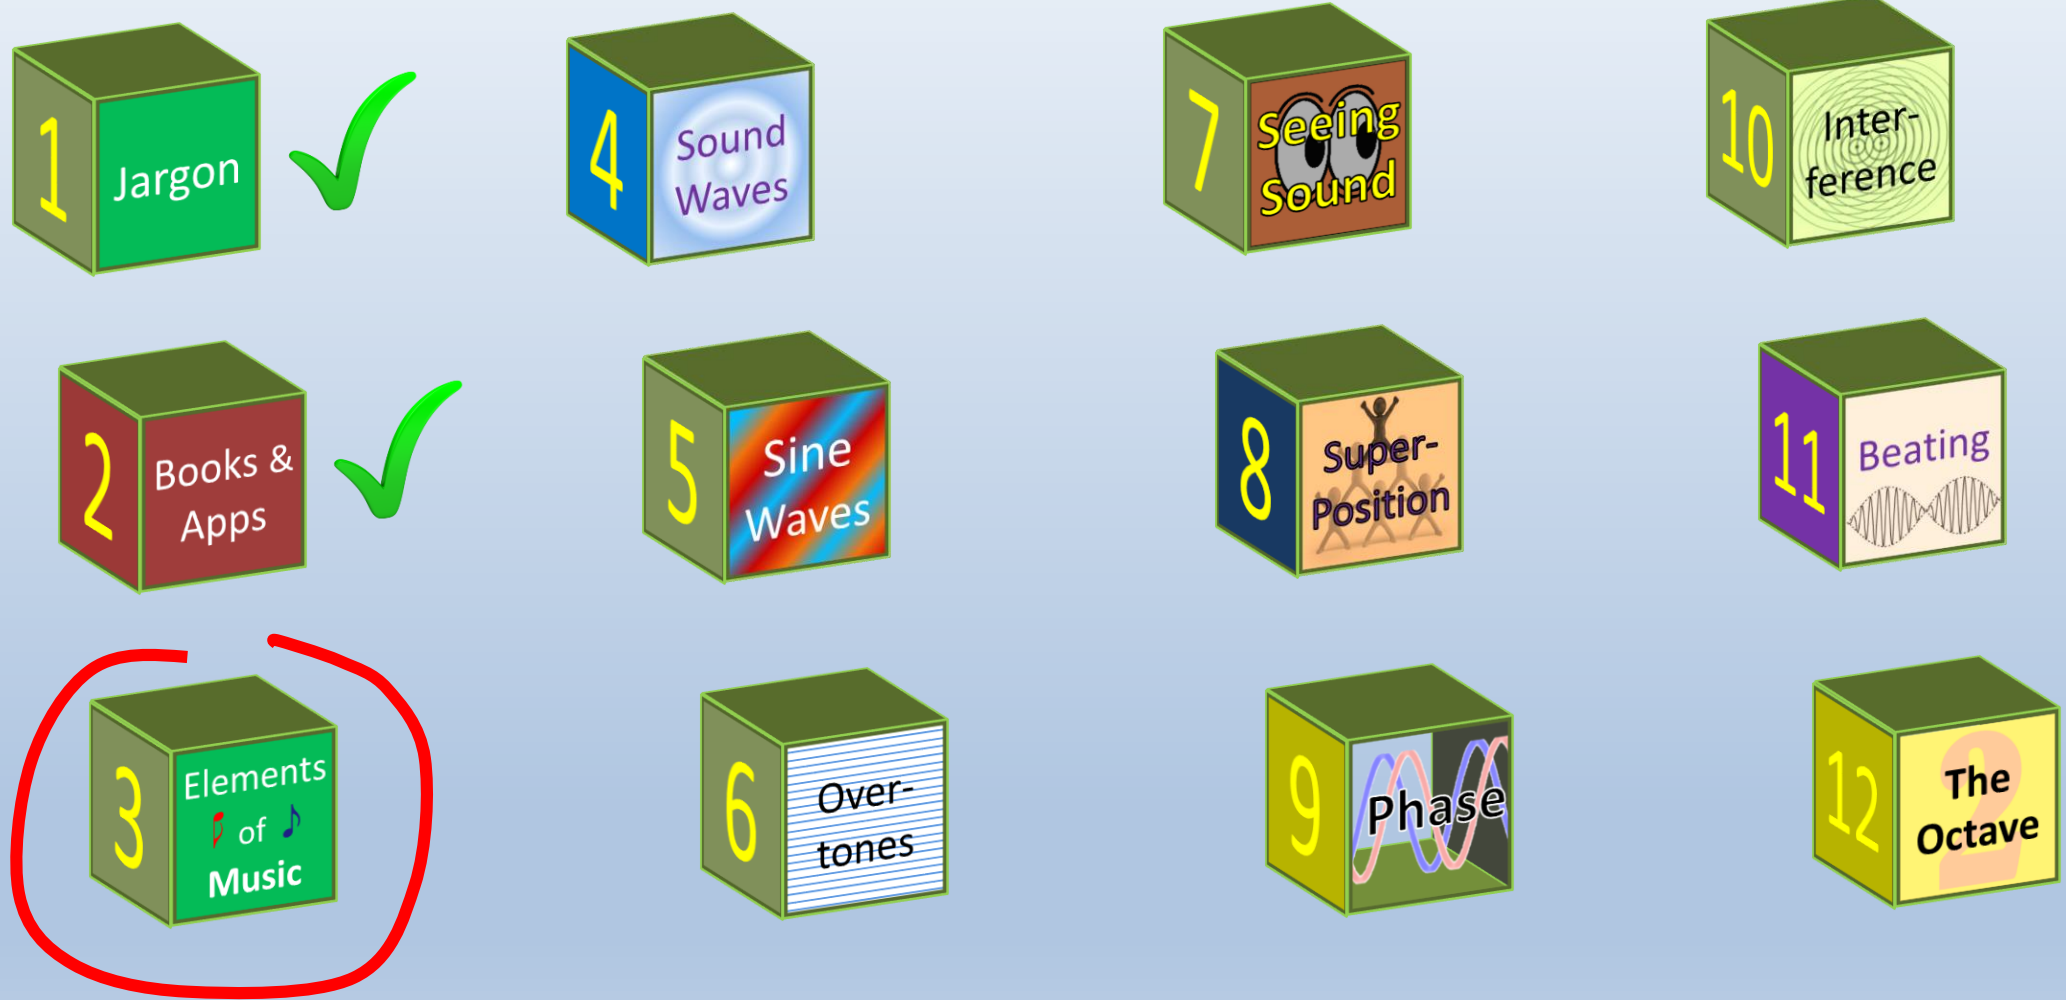 1
Jargon
2
Books &
Apps
3
Elements
of
Music
4
Sound
Waves
5
Sine
Waves
6
Over-
tones
7
Seeing
Sound
8
Super-
Position
9
Phase
10
Inter-
ference
11
Beating
12
2
The
Octave